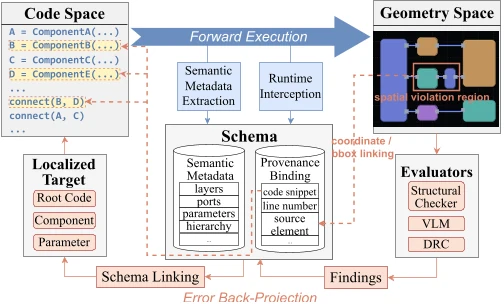 Code Space
A = ComponentA(...)
B = ComponentB(...)
C = ComponentC(...)
D = ComponentE(...)
...
connect(B, D)
connect(A, C)
...
Forward Execution
Geometry Space
spatial violation region
Semantic
Metadata
Extraction
Runtime
Interception
coordinate /
bbox linking
Schema
Semantic
Metadata
layers
ports
parameters
hierarchy
..
Provenance
Binding
code snippet
line number
source
element
..
Localized
Target
Root Code
Component
Parameter
Evaluators
Structural
Checker
VLM
DRC
Schema Linking
Findings
Error Back-Projection